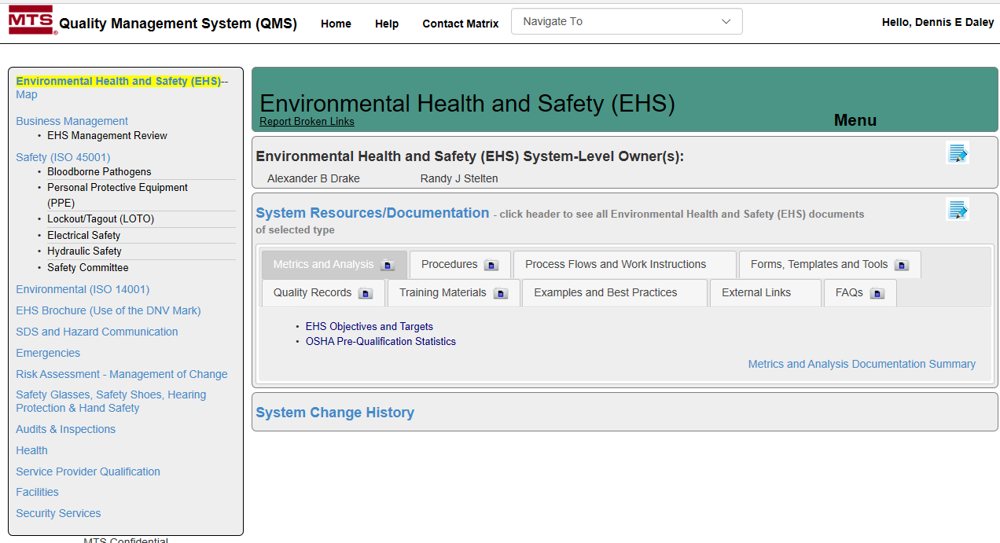 MTS® Quality Management System (QMS) Home Help Contact Matrix Navigate To Hello, Dennis E Daley
Environmental Health and Safety (EHS)--
Map
Business Management
• EHS Management Review
Safety (ISO 45001)
• Bloodborne Pathogens
• Personal Protective Equipment
(PPE)
• Lockout/Tagout (LOTO)
• Electrical Safety
• Hydraulic Safety
• Safety Committee
Environmental (ISO 14001)
EHS Brochure (Use of the DNV Mark)
SDS and Hazard Communication
Emergencies
Risk Assessment - Management of Change
Safety Glasses, Safety Shoes, Hearing
Protection & Hand Safety
Audits & Inspections
Health
Service Provider Qualification
Facilities
Security Services
MTS Confidential
Environmental Health and Safety (EHS)
Report Broken Links
Menu
Environmental Health and Safety (EHS) System-Level Owner(s):
Alexander B Drake Randy J Stelten
System Resources/Documentation - click header to see all Environmental Health and Safety (EHS) documents
of selected type
Metrics and Analysis Procedures Process Flows and Work Instructions Forms, Templates and Tools
Quality Records Training Materials Examples and Best Practices External Links FAQs
• EHS Objectives and Targets
• OSHA Pre-Qualification Statistics
Metrics and Analysis Documentation Summary
System Change History